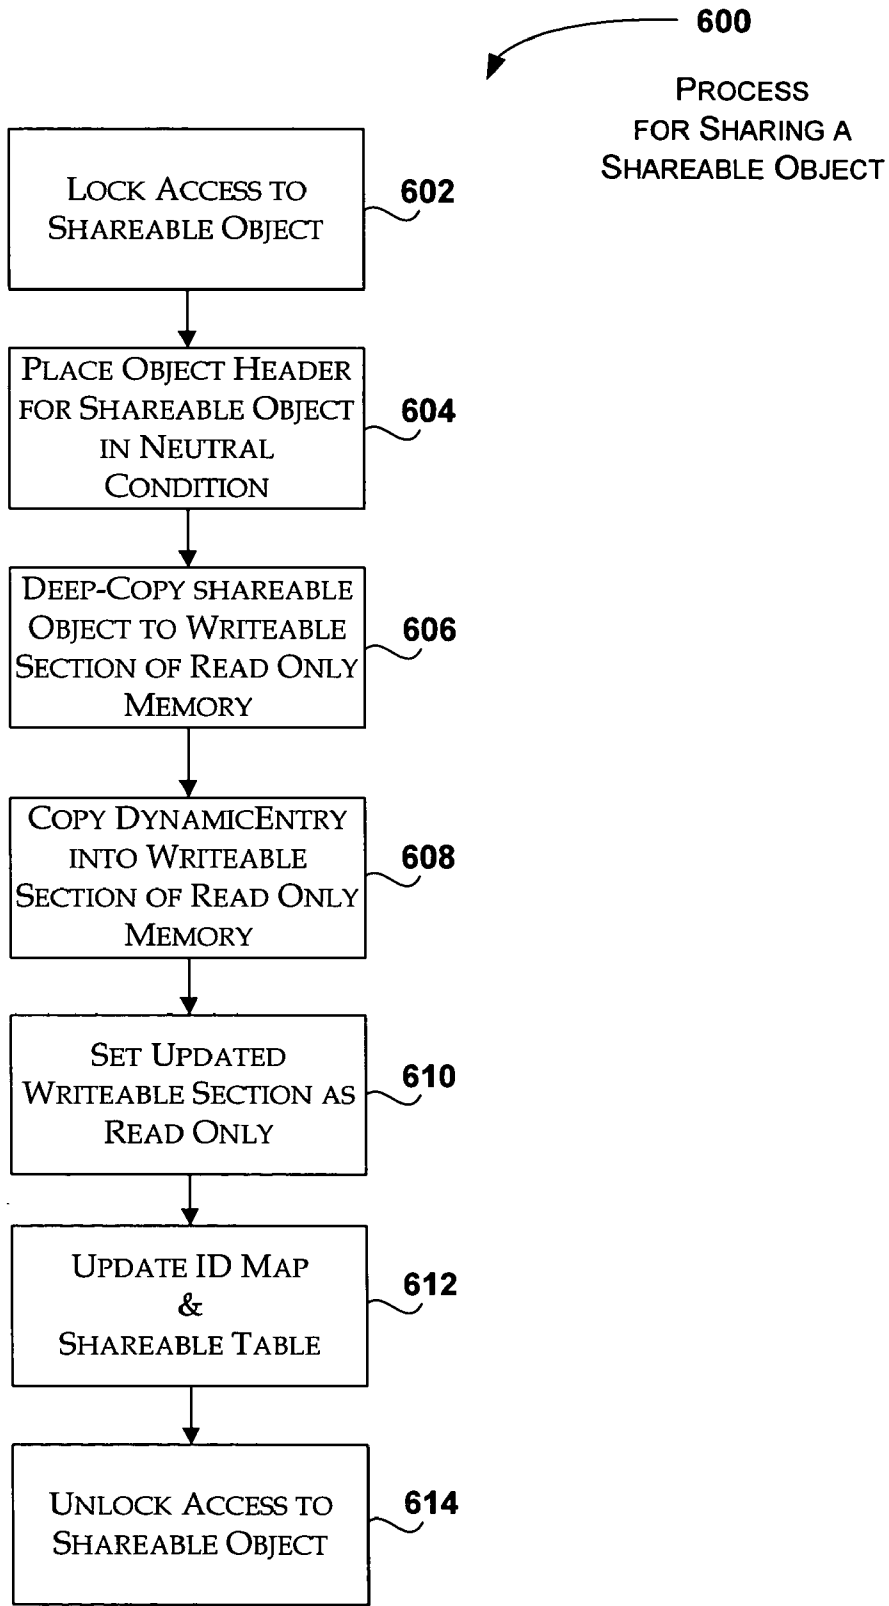 600
PROCESS
FOR SHARING A
SHAREABLE OBJECT
LOCK ACCESS TO
SHAREABLE OBJECT
602
PLACE OBJECT HEADER
FOR SHAREABLE OBJECT
IN NEUTRAL
CONDITION
604
DEEP-COPY SHAREABLE
OBJECT TO WRITEABLE
SECTION OF READ ONLY
MEMORY
606
COPY DYNAMICENTRY
INTO WRITEABLE
SECTION OF READ ONLY
MEMORY
608
SET UPDATED
WRITEABLE SECTION AS
READ ONLY
610
UPDATE ID MAP
&
SHAREABLE TABLE
612
UNLOCK ACCESS TO
SHAREABLE OBJECT
614